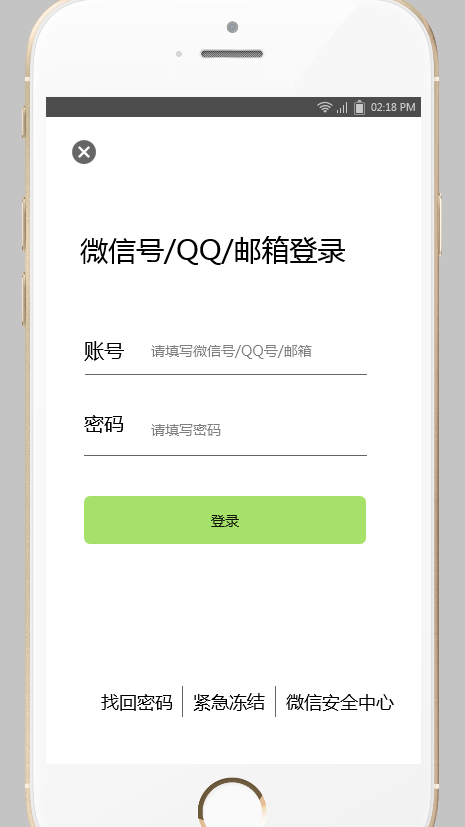 02:18 PM
微信号/QQ/邮箱登录
账号 请填写微信号/QQ号/邮箱
密码 请填写密码
登录
找回密码 紧急冻结 微信安全中心